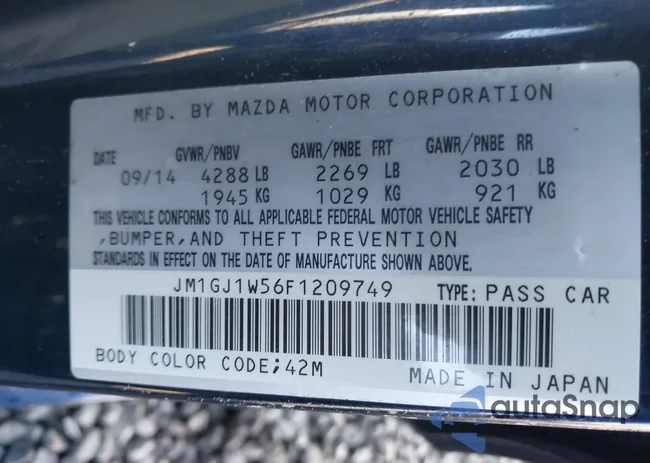 MFD. BY MAZDA MOTOR CORPORATION
DATE GVWR/PNBV GAWR/PNBE FRT GAWR/PNBE RR
09/14 4288 LB 2269 LB 2030 LB
1945 KG 1029 KG 921 KG
THIS VEHICLE CONFORMS TO ALL APPLICABLE FEDERAL MOTOR VEHICLE SAFETY
,BUMPER,AND THEFT PREVENTION
STANDARDS IN EFFECT ON THE DATE OF MANUFACTURE SHOWN ABOVE.
JM1GJ1W56F1209749 TYPE: PASS CAR
BODY COLOR CODE;42M
MADE IN JAPAN
autoSnap